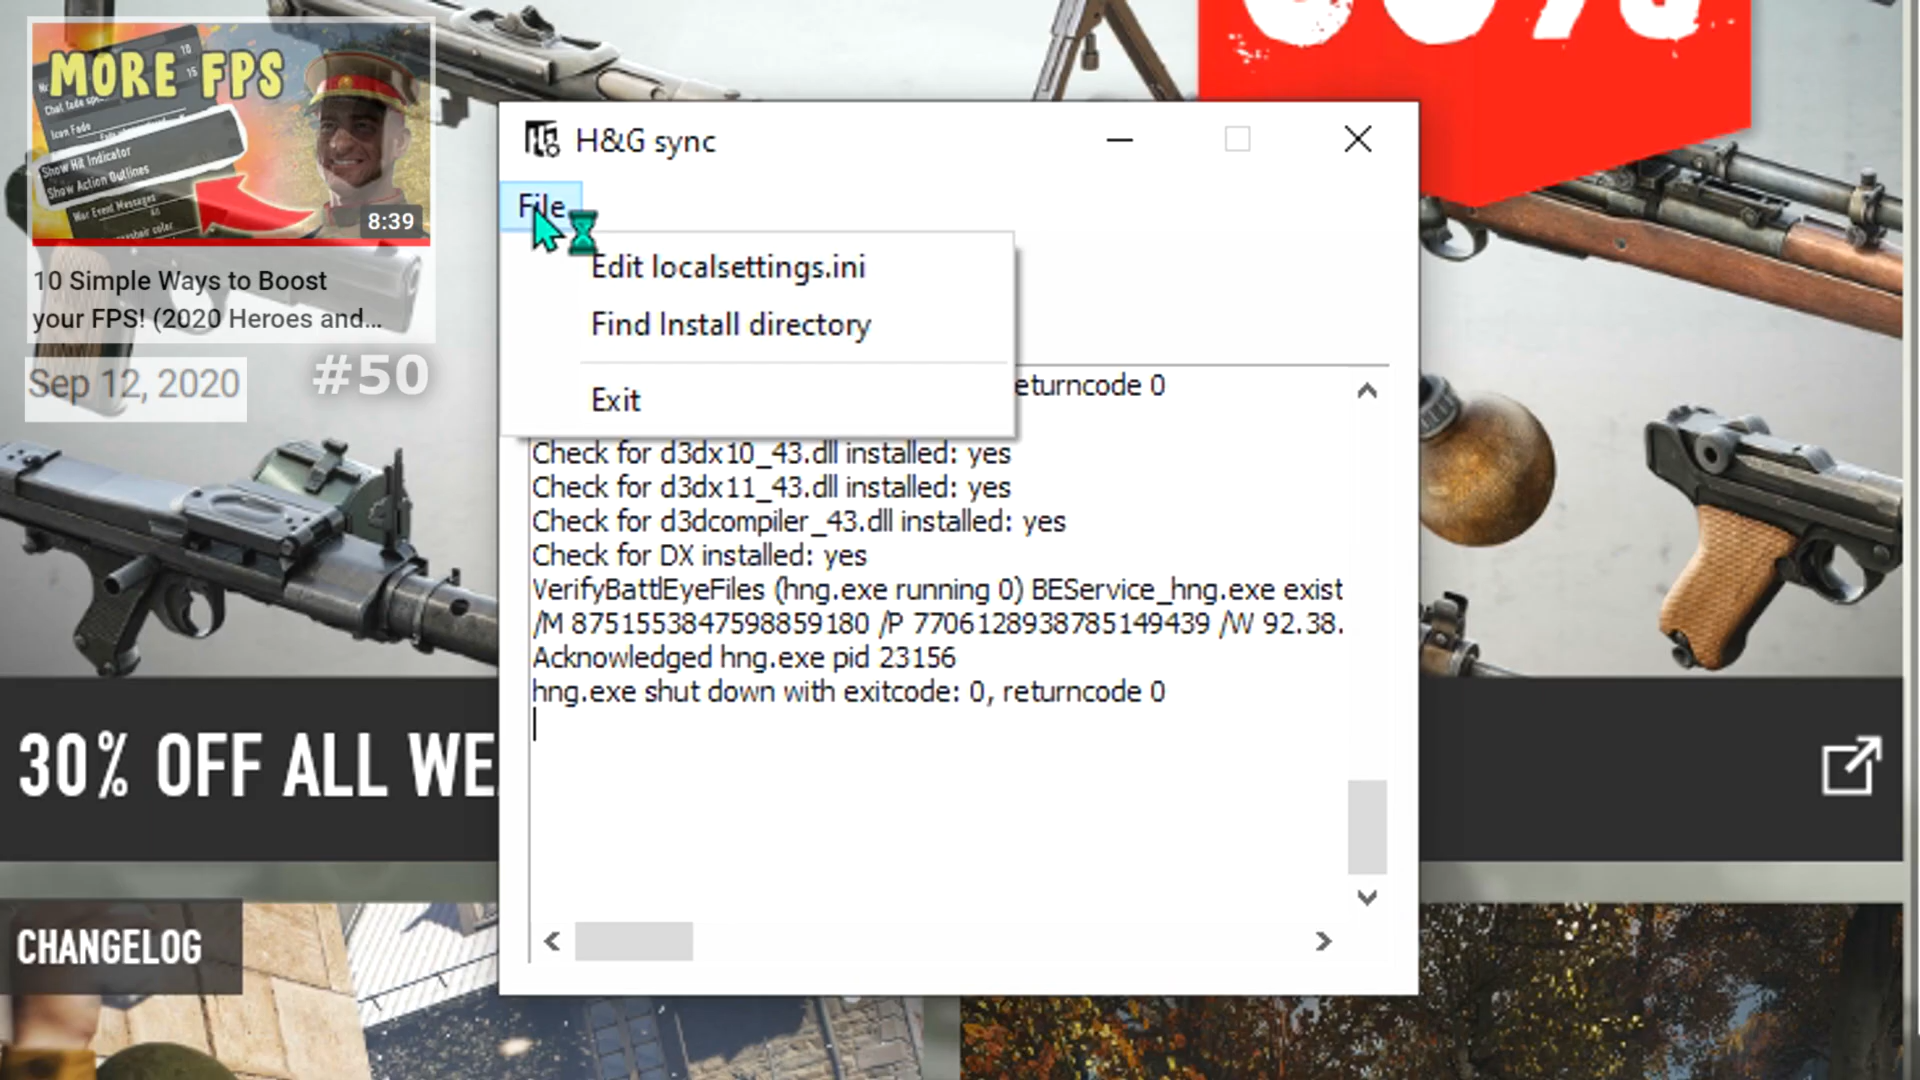 MORE FPS
10
15
Icon Fade
Show Hit Indicator
Show Action Outlines
War Event Messages
8:39
10 Simple Ways to Boost
your FPS! (2020 Heroes and...
Sep 12, 2020
#50
H&G sync
File
Edit localsettings.ini
Find Install directory
Exit
eturncode 0
Check for d3dx10_43.dll installed: yes
Check for d3dx11_43.dll installed: yes
Check for d3dcompiler_43.dll installed: yes
Check for DX installed: yes
VerifyBattlEyeFiles (hng.exe running 0) BEService_hng.exe exist
/M 8751553847598859180 /P 7706128938785149439 /W 92.38.
Acknowledged hng.exe pid 23156
hng.exe shut down with exitcode: 0, returncode 0
30% OFF ALL WE
CHANGELOG